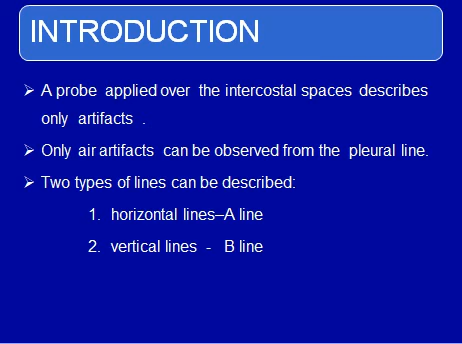 INTRODUCTION
➢ A probe applied over the intercostal spaces describes
only artifacts .
➢ Only air artifacts can be observed from the pleural line.
➢ Two types of lines can be described:
1. horizontal lines–A line
2. vertical lines - B line